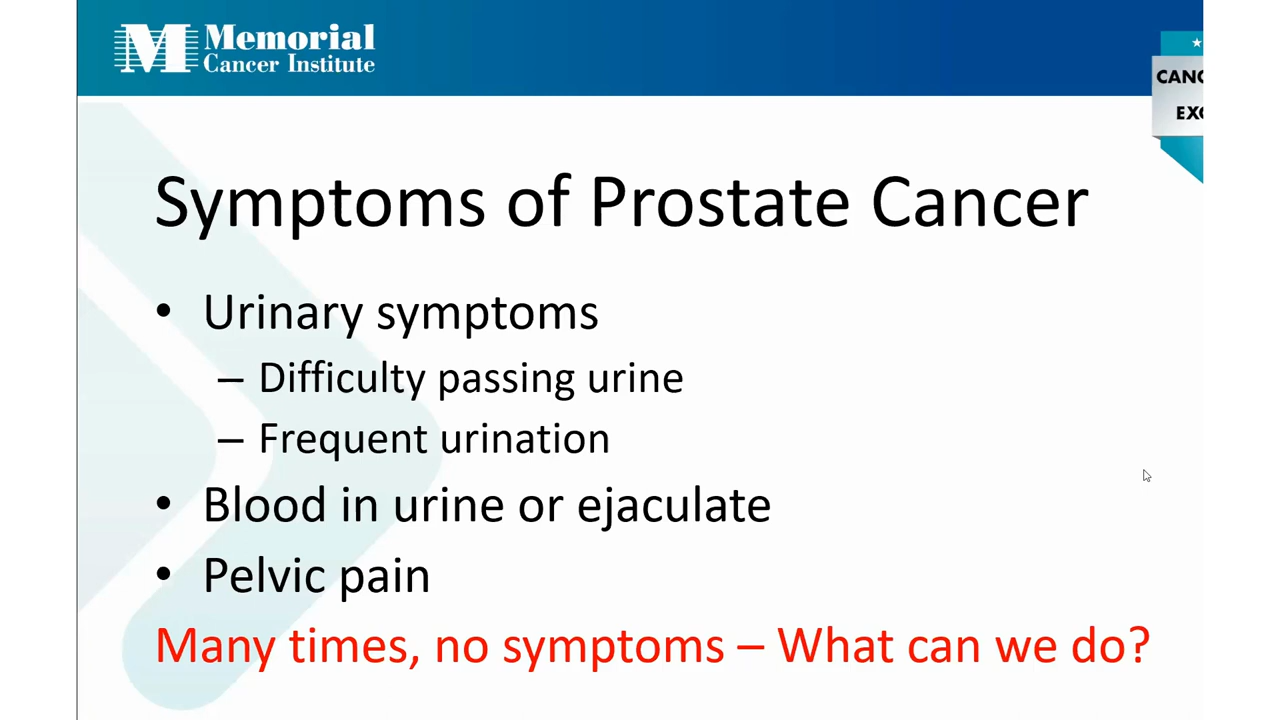 Memorial
Cancer Institute
Symptoms of Prostate Cancer
• Urinary symptoms
– Difficulty passing urine
– Frequent urination
• Blood in urine or ejaculate
• Pelvic pain
Many times, no symptoms – What can we do?